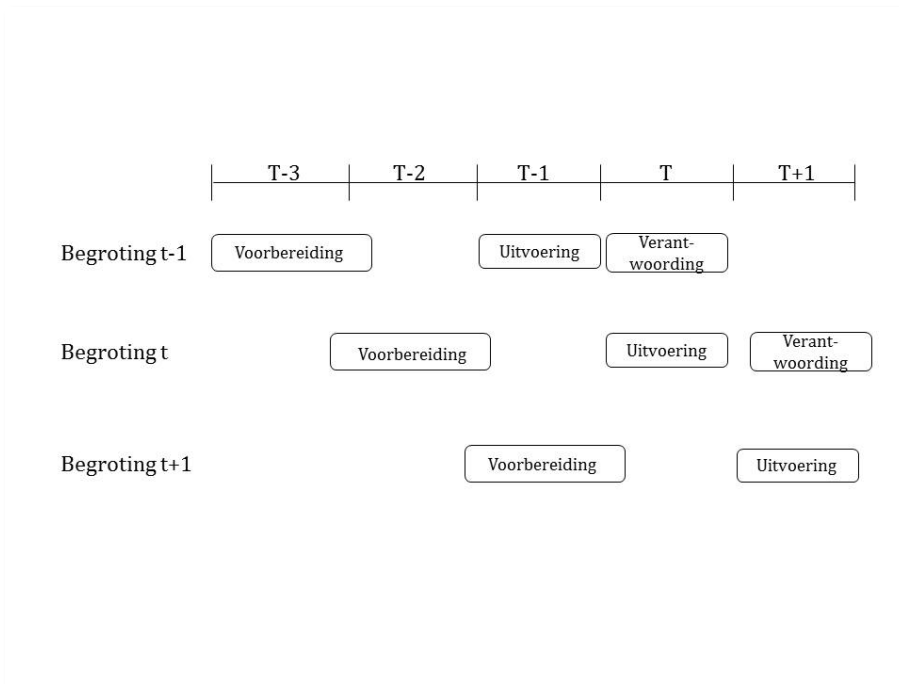 T-3 T-2 T-1 T T+1
Begroting t-1 Voorbereiding Uitvoering Verant-
woording
Begroting t Voorbereiding Uitvoering Verant-
woording
Begroting t+1 Voorbereiding Uitvoering